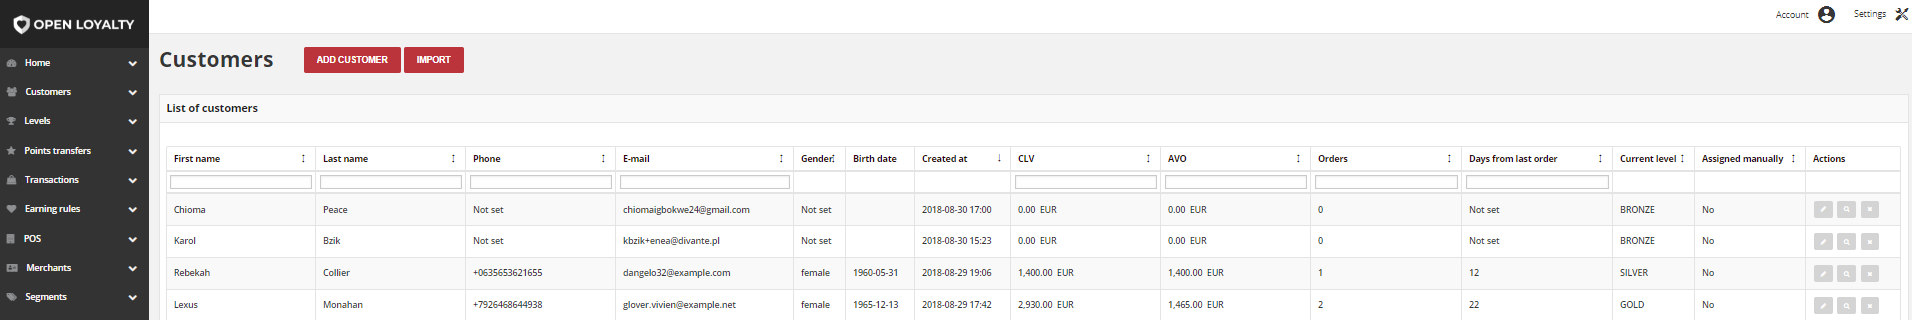 OPEN LOYALTY
Account Settings
Home
Customers
Levels
Points transfers
Transactions
Earning rules
POS
Merchants
Segments
Customers ADD CUSTOMER IMPORT
List of customers
First name Last name Phone E-mail Gender Birth date Created at CLV AVO Orders Days from last order Current level Assigned manually Actions
Chioma Peace Not set chiomaigbokwe24@gmail.com Not set 2018-08-30 17:00 0.00 EUR 0.00 EUR 0 Not set BRONZE No
Karol Bzik Not set kbzik+enea@divante.pl Not set 2018-08-30 15:23 0.00 EUR 0.00 EUR 0 Not set BRONZE No
Rebekah Collier +0635653621655 dangelo32@example.com female 1960-05-31 2018-08-29 19:06 1,400.00 EUR 1,400.00 EUR 1 12 SILVER No
Lexus Monahan +7926468644938 glover.vivien@example.net female 1965-12-13 2018-08-29 17:42 2,930.00 EUR 1,465.00 EUR 2 22 GOLD No